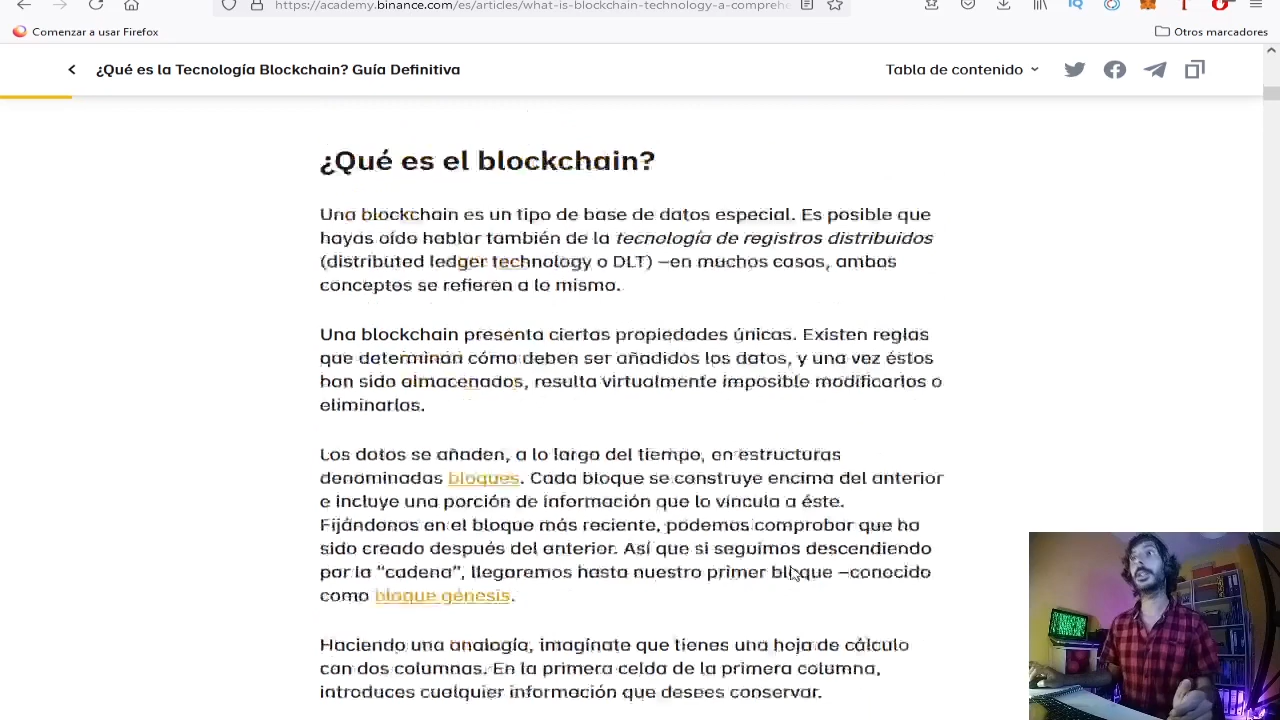 https://academy.binance.com/es/articles/what-is-blockchain-technology-a-comprehe
Comenzar a usar Firefox
Otros marcadores
¿Qué es la Tecnología Blockchain? Guía Definitiva
Tabla de contenido
¿Qué es el blockchain?
Una blockchain es un tipo de base de datos especial. Es posible que
hayas oído hablar también de la tecnología de registros distribuidos
(distributed ledger technology o DLT) –en muchos casos, ambos
conceptos se refieren a lo mismo.
Una blockchain presenta ciertas propiedades únicas. Existen reglas
que determinan cómo deben ser añadidos los datos, y una vez éstos
han sido almacenados, resulta virtualmente imposible modificarlos o
eliminarlos.
Los datos se añaden, a lo largo del tiempo, en estructuras
denominadas bloques. Cada bloque se construye encima del anterior
e incluye una porción de información que lo vincula a éste.
Fijándonos en el bloque más reciente, podemos comprobar que ha
sido creado después del anterior. Así que si seguimos descendiendo
por la “cadena”, llegaremos hasta nuestro primer bloque –conocido
como bloque génesis.
Haciendo una analogía, imagínate que tienes una hoja de cálculo
con dos columnas. En la primera celda de la primera columna,
introduces cualquier información que desees conservar.